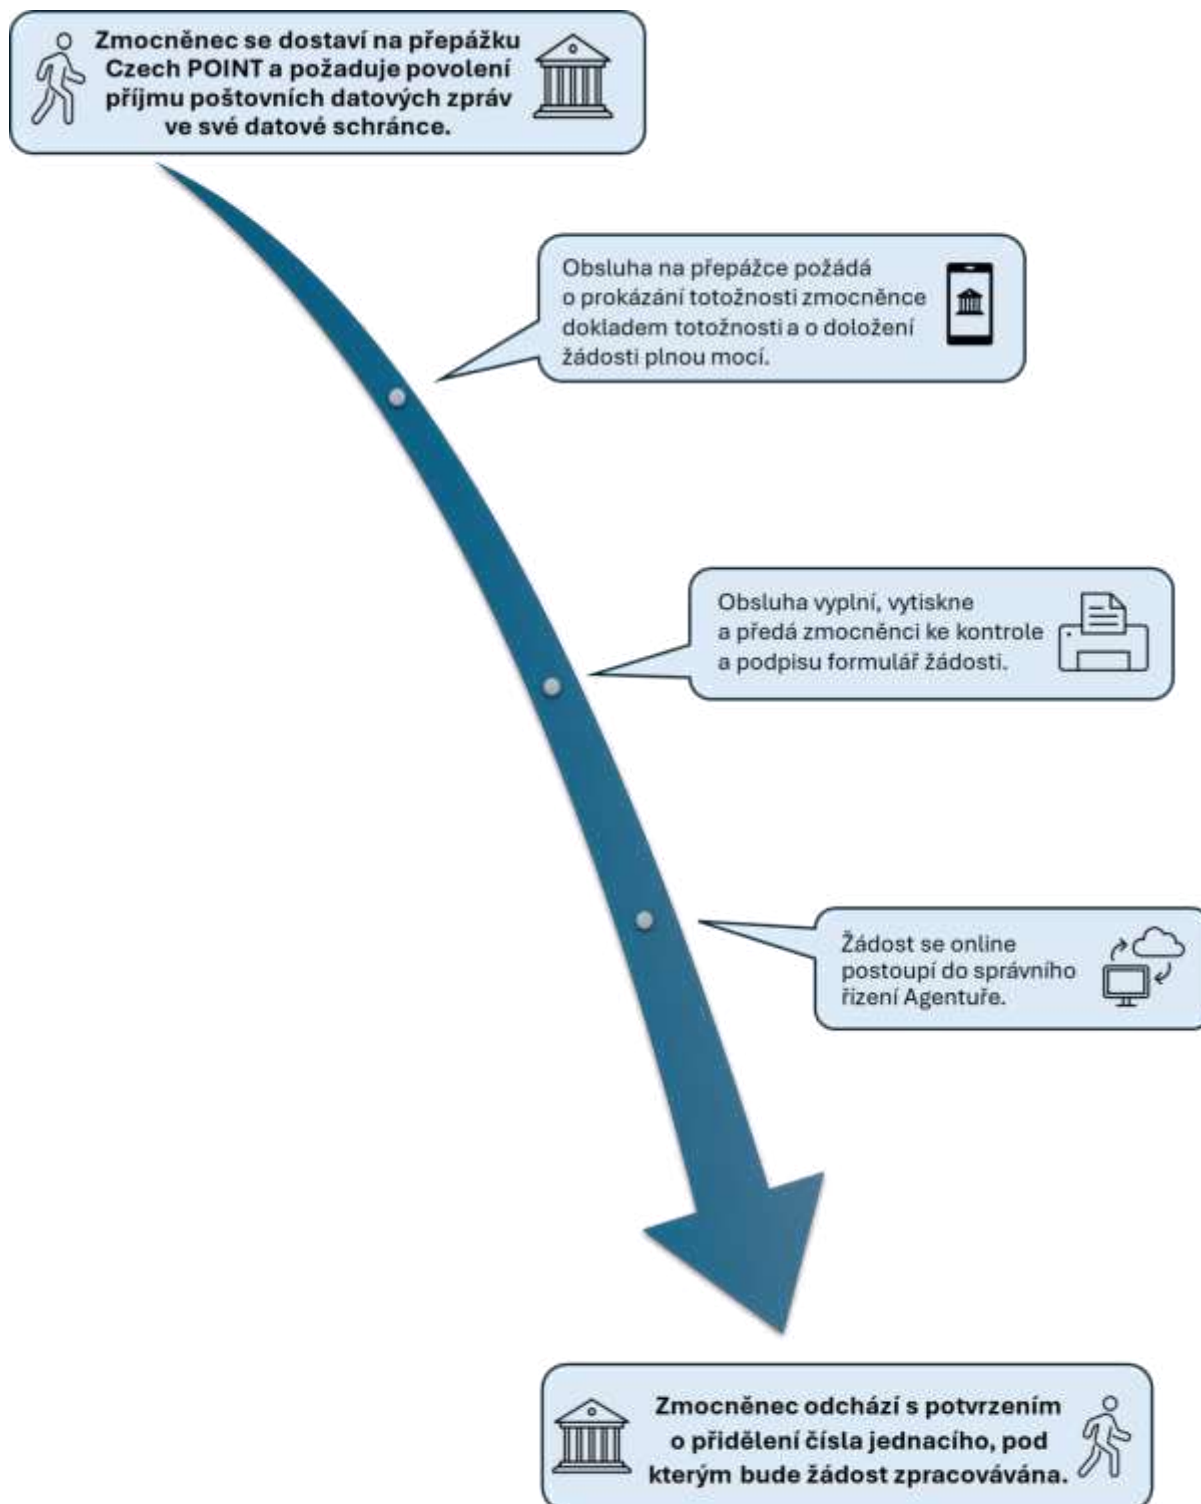 Zmocněnec se dostaví na přepážku
Czech POINT a požaduje povolení
příjmu poštovních datových zpráv
ve své datové schránce.
Obsluha na přepážce požádá
o prokázání totožnosti zmocněnce
dokladem totožnosti a o doložení
žádosti plnou mocí.
Obsluha vyplní, vytiskne
a předá zmocněnci ke kontrole
a podpisu formulář žádosti.
Žádost se online
postoupí do správního
řízení Agentuře.
Zmocněnec odchází s potvrzením
o přidělení čísla jednacího, pod
kterým bude žádost zpracovávána.